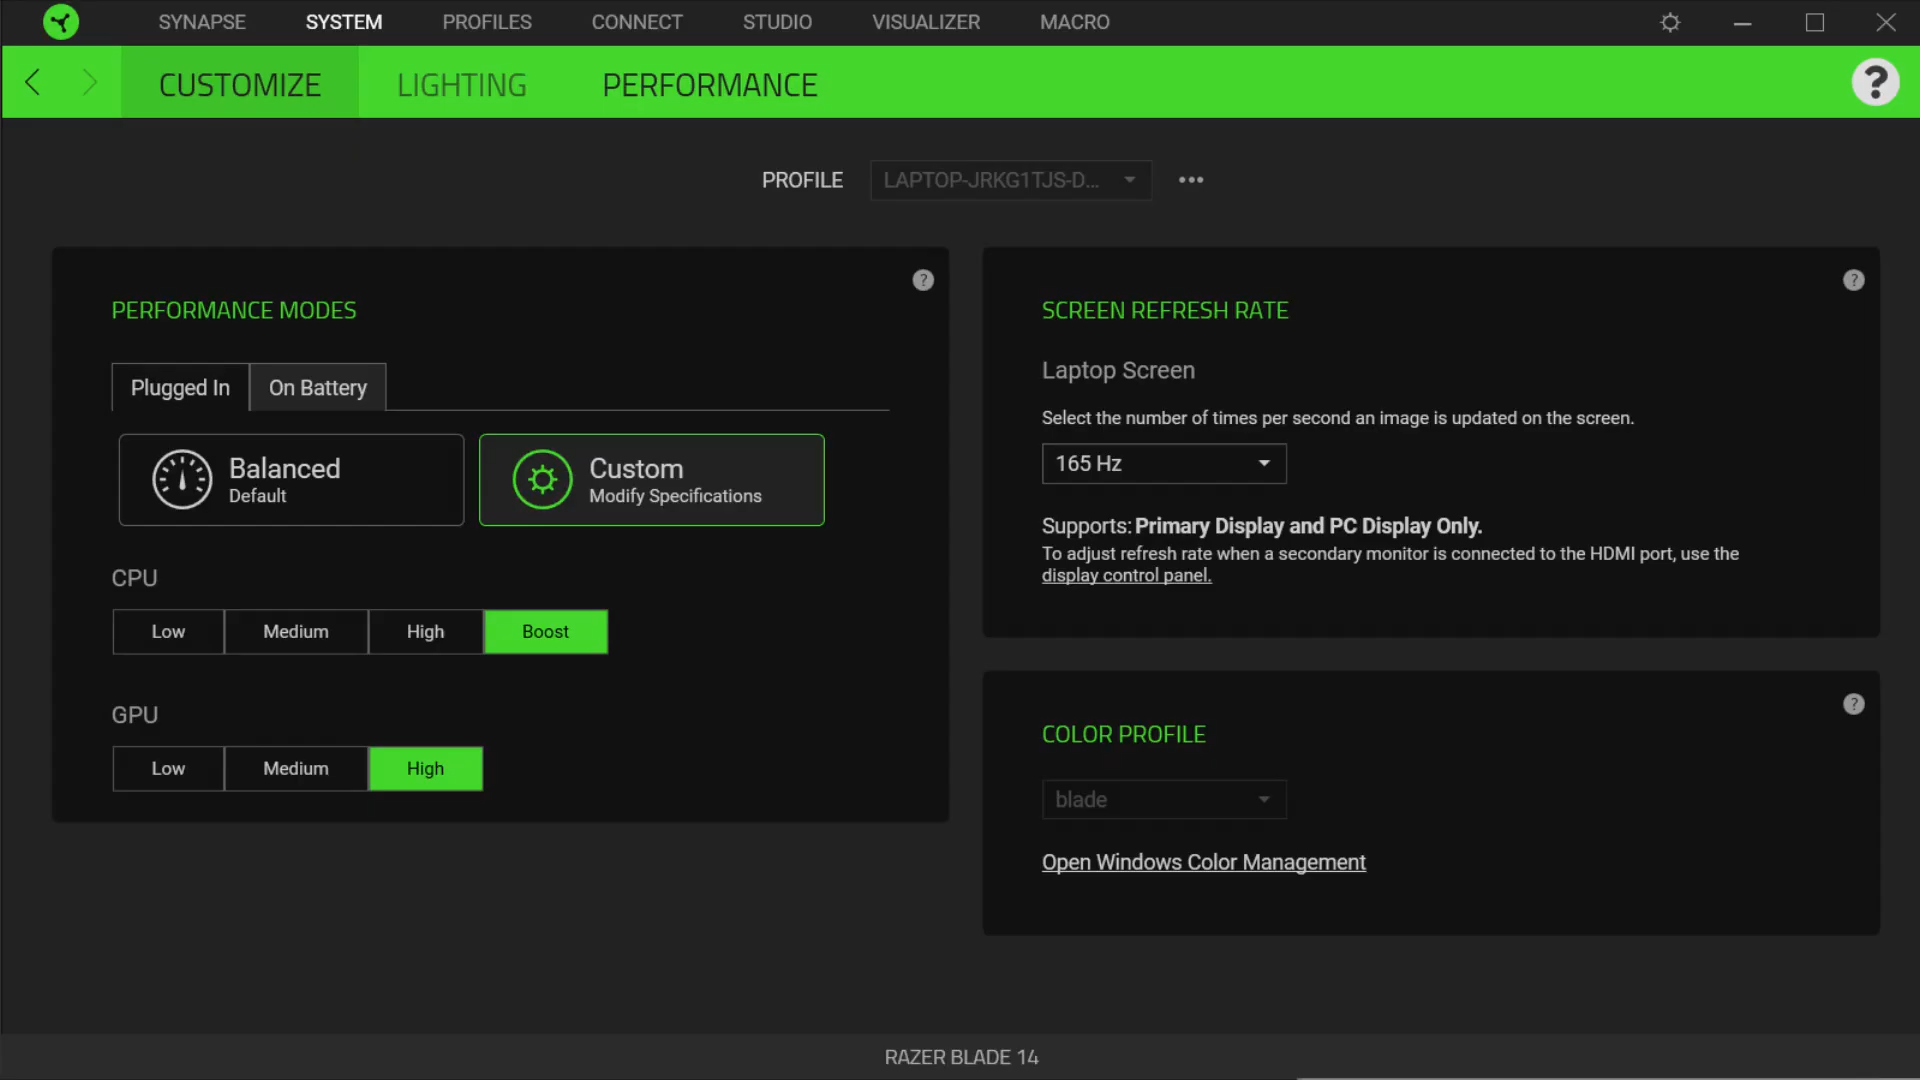 SYNAPSE SYSTEM PROFILES CONNECT STUDIO VISUALIZER MACRO
CUSTOMIZE LIGHTING PERFORMANCE ?
PROFILE LAPTOP-JRKG1TJS-D... •••
?
PERFORMANCE MODES
Plugged In On Battery
Balanced
Default
Custom
Modify Specifications
CPU
Low Medium High Boost
GPU
Low Medium High
?
SCREEN REFRESH RATE
Laptop Screen
Select the number of times per second an image is updated on the screen.
165 Hz
Supports: Primary Display and PC Display Only.
To adjust refresh rate when a secondary monitor is connected to the HDMI port, use the
display control panel.
?
COLOR PROFILE
blade
Open Windows Color Management
RAZER BLADE 14